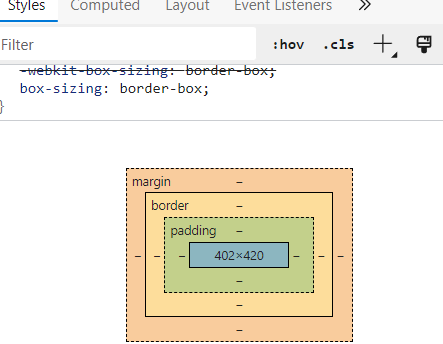 Styles Computed Layout Event Listeners »
Filter :hov .cls +
-webkit-box-sizing: border-box;
box-sizing: border-box;
}
margin –
border –
padding –
– – – 402×420 – – –
–
–
–